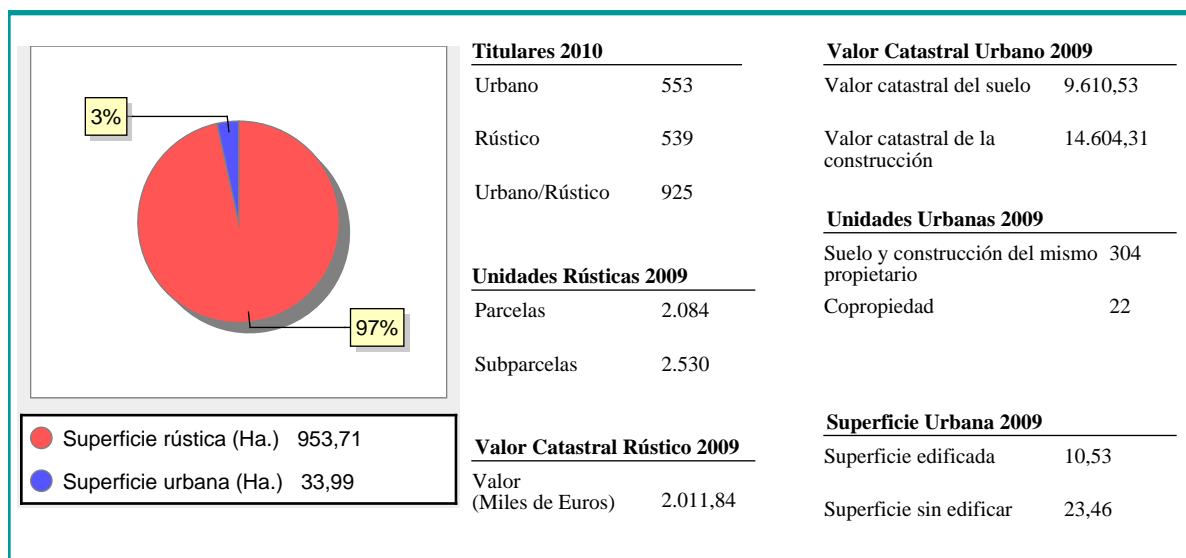 3%
97%
Superficie rústica (Ha.) 953,71
Superficie urbana (Ha.) 33,99
Titulares 2010
Urbano 553
Rústico 539
Urbano/Rústico 925
Unidades Rústicas 2009
Parcelas 2.084
Subparcelas 2.530
Valor Catastral Rústico 2009
Valor
(Miles de Euros) 2.011,84
Valor Catastral Urbano 2009
Valor catastral del suelo 9.610,53
Valor catastral de la 14.604,31
construcción
Unidades Urbanas 2009
Suelo y construcción del mismo 304
propietario
Copropiedad 22
Superficie Urbana 2009
Superficie edificada 10,53
Superficie sin edificar 23,46